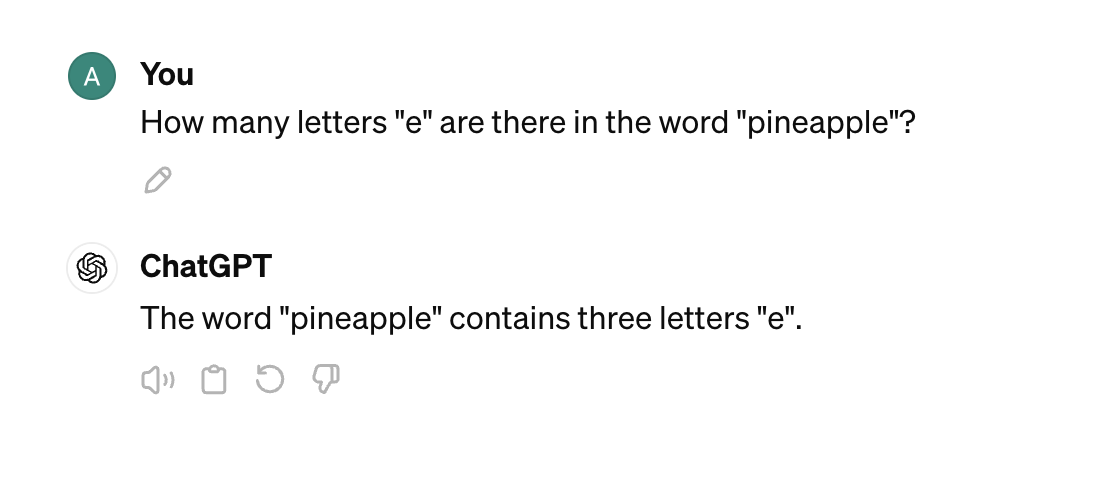 A
You
How many letters "e" are there in the word "pineapple"?
ChatGPT
The word "pineapple" contains three letters "e".